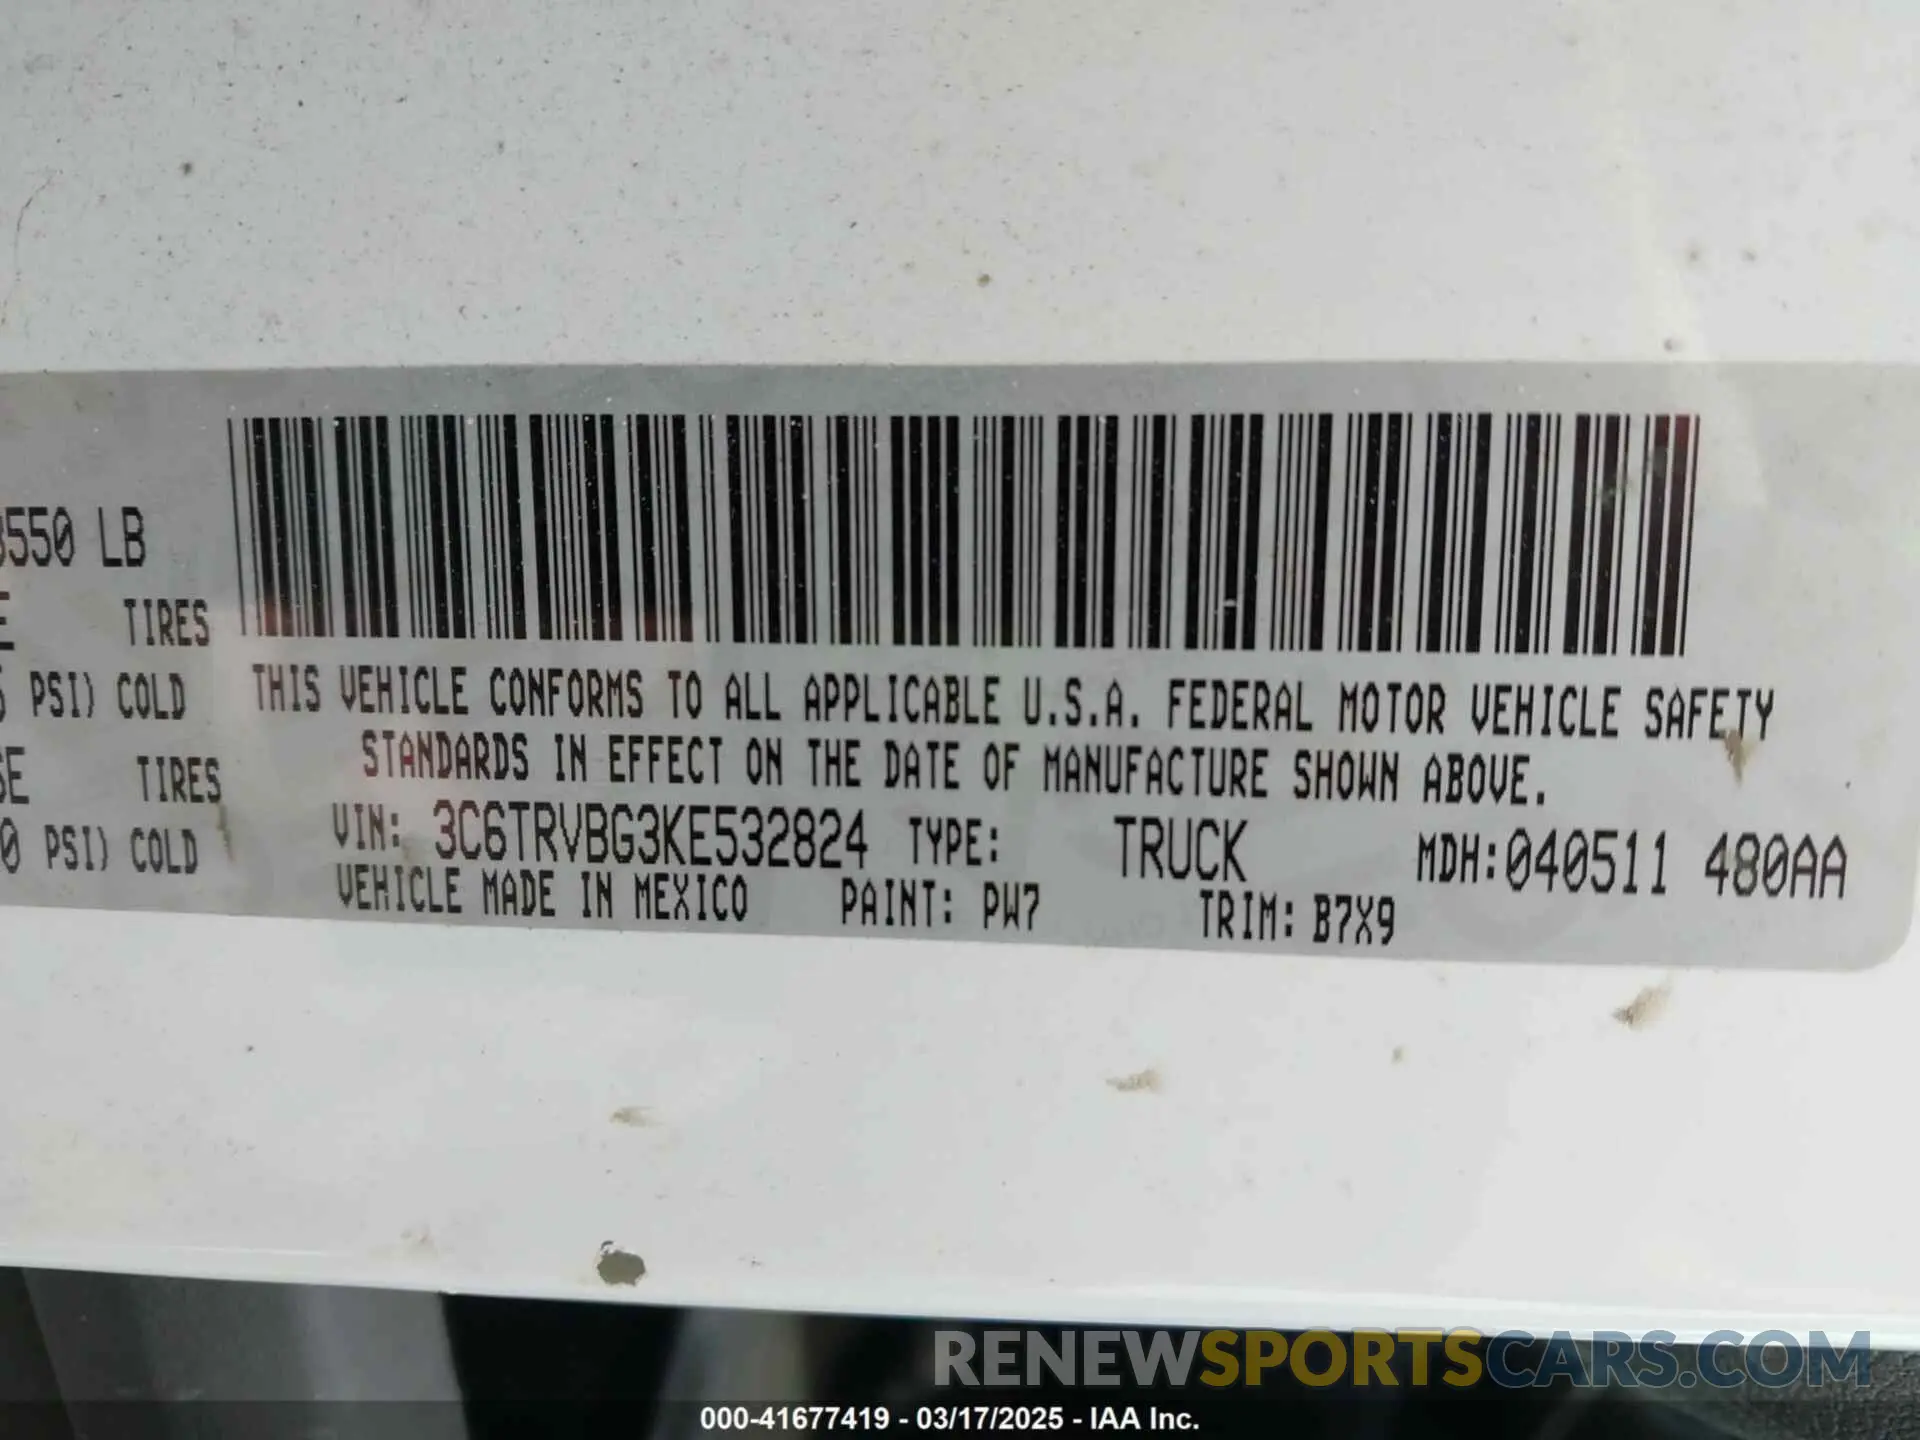 550 LB
TIRES
PSI) COLD
TIRES
PSI) COLD
THIS VEHICLE CONFORMS TO ALL APPLICABLE U.S.A. FEDERAL MOTOR VEHICLE SAFETY
STANDARDS IN EFFECT ON THE DATE OF MANUFACTURE SHOWN ABOVE.
VIN: 3C6TRVBG3KE532824 TYPE: TRUCK MDH:040511 480AA
VEHICLE MADE IN MEXICO PAINT: PW7 TRIM: B7X9
RENEWSPORTSCARS.COM
000-41677419 - 03/17/2025 - IAA Inc.